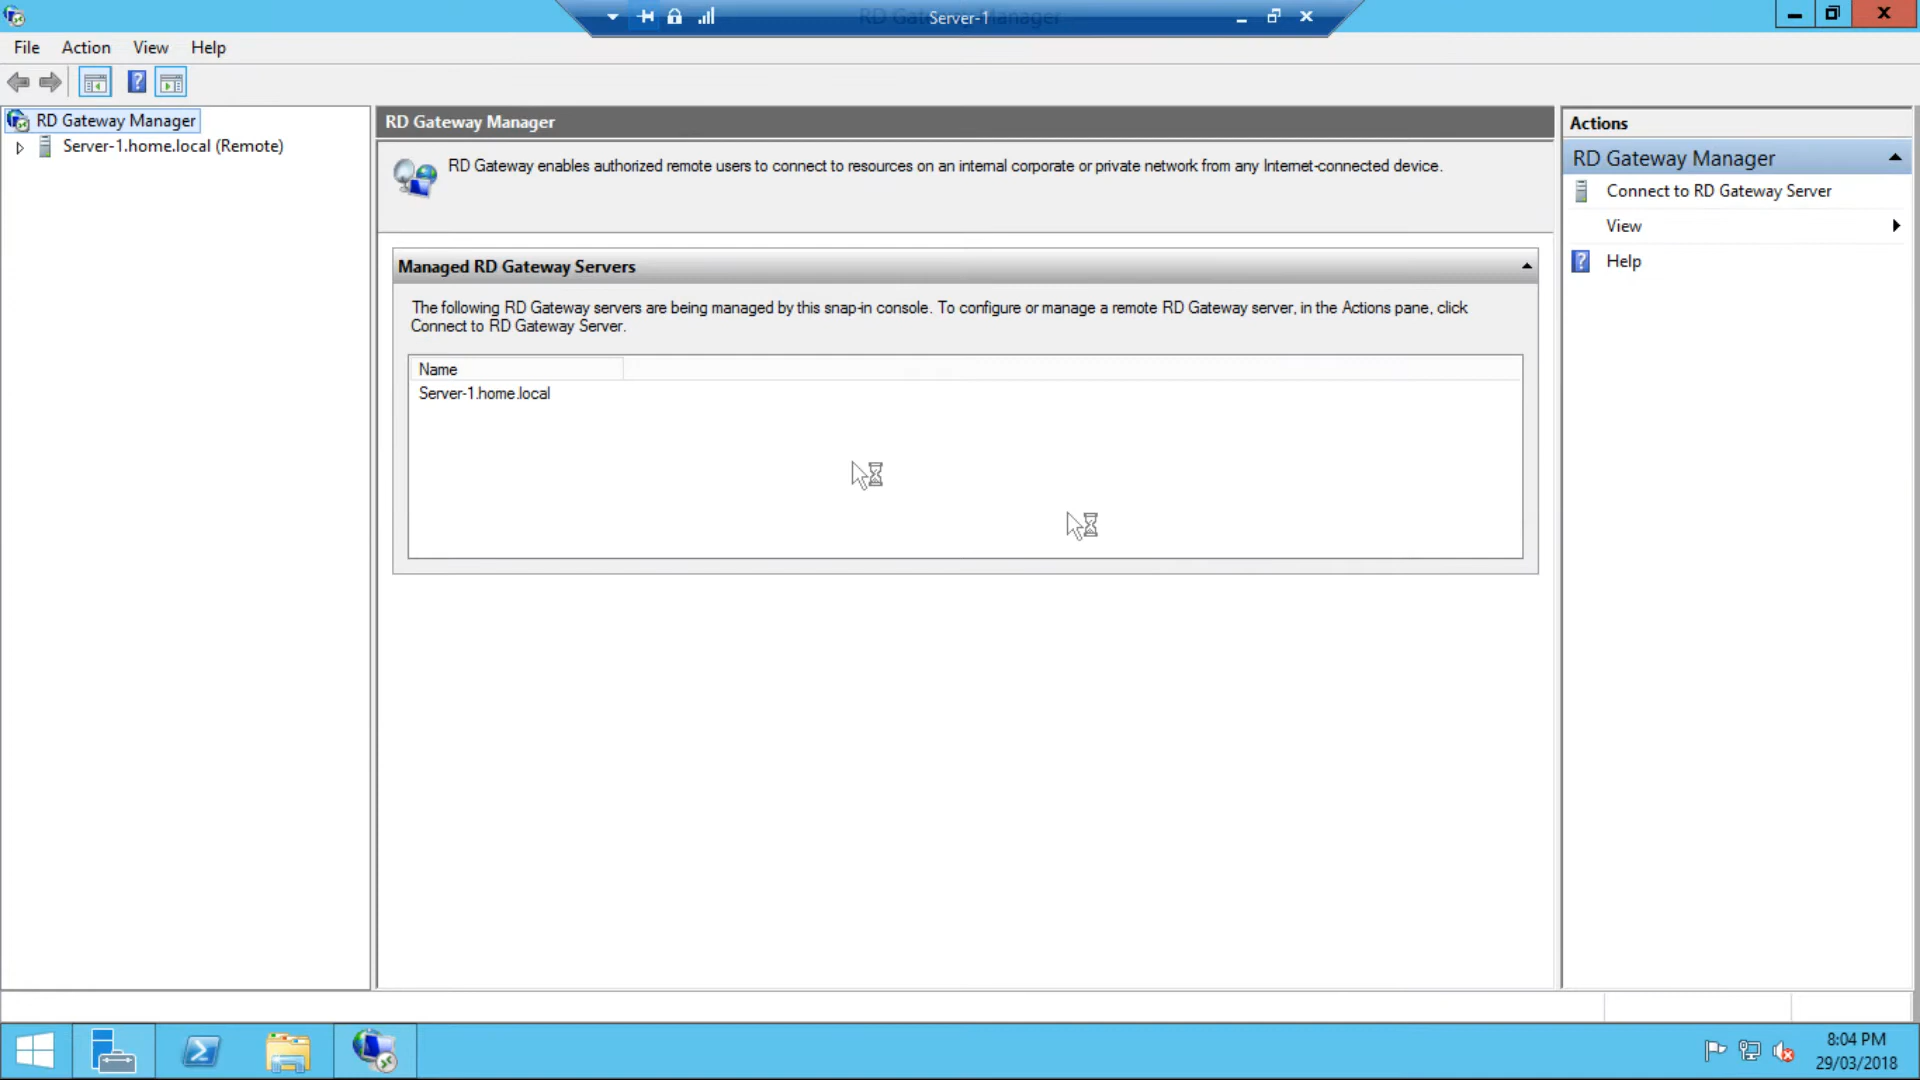 RD Gateway Manager
Server-1
File Action View Help
RD Gateway Manager
Server-1.home.local (Remote)
RD Gateway Manager
RD Gateway enables authorized remote users to connect to resources on an internal corporate or private network from any Internet-connected device.
Managed RD Gateway Servers
The following RD Gateway servers are being managed by this snap-in console. To configure or manage a remote RD Gateway server, in the Actions pane, click
Connect to RD Gateway Server.
Name
Server-1.home.local
Actions
RD Gateway Manager
Connect to RD Gateway Server
View
Help
8:04 PM
29/03/2018